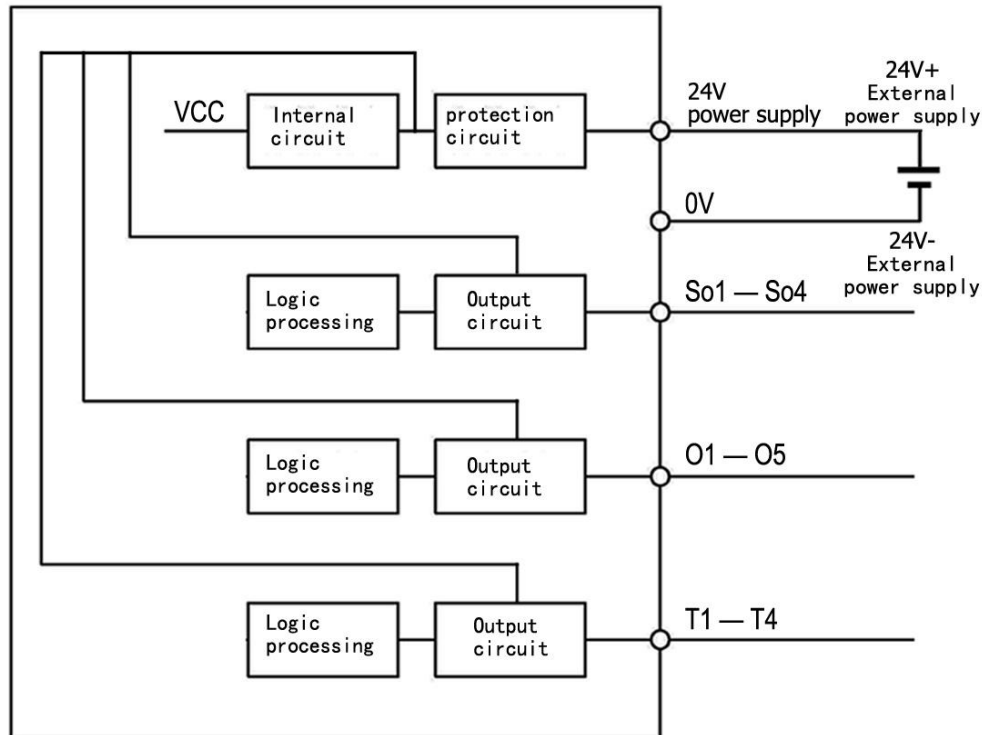 VCC
Internal
circuit
protection
circuit
24V
power supply
24V+
External
power supply
0V
24V-
External
power supply
Logic
processing
Output
circuit
So1 — So4
Logic
processing
Output
circuit
O1 — O5
Logic
processing
Output
circuit
T1 — T4